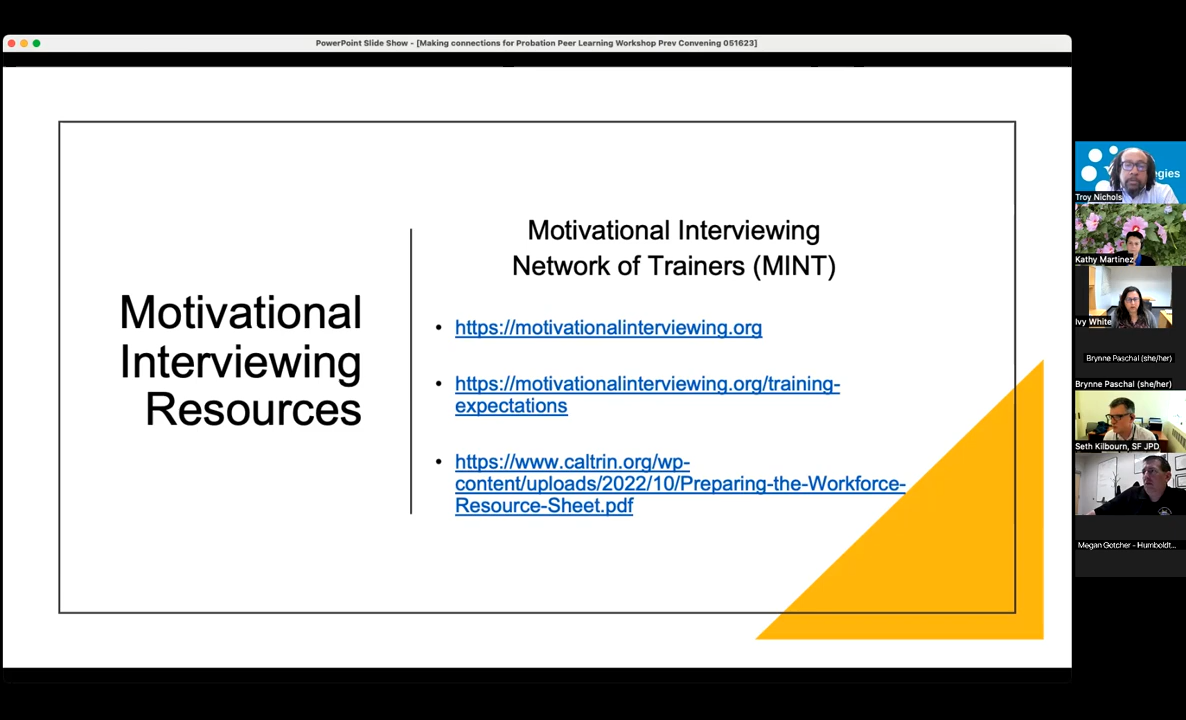 PowerPoint Slide Show - [Making connections for Probation Peer Learning Workshop Prev Convening 051623]
Motivational
Interviewing
Resources
Motivational Interviewing
Network of Trainers (MINT)
• https://motivationalinterviewing.org
• https://motivationalinterviewing.org/training-
expectations
• https://www.caltrin.org/wp-
content/uploads/2022/10/Preparing-the-Workforce-
Resource-Sheet.pdf
Troy Nichols
Kathy Martinez
Ivy White
Brynne Paschal (she/her)
Brynne Paschal (she/her)
Seth Kilbourn, SF JPD
Megan Gotcher - Humboldt...